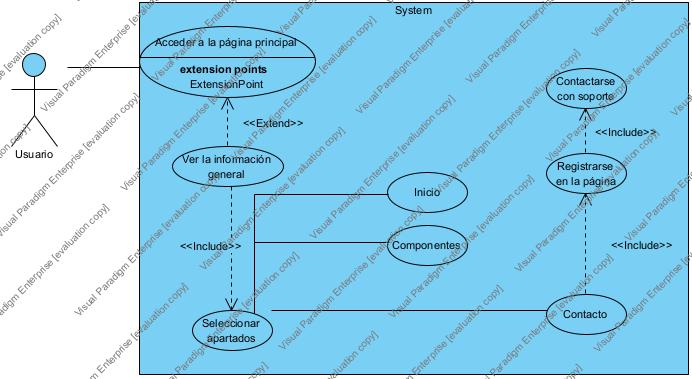 System
Acceder a la página principal
extension points
ExtensionPoint
Usuario
<<Extend>>
Contactarse
con soporte
<<Include>>
Ver la información
general
Registrarse
en la página
Inicio
<<Include>>
Componentes
<<Include>>
Seleccionar
apartados
Contacto
Visual Paradigm Enterprise [evaluation copy]